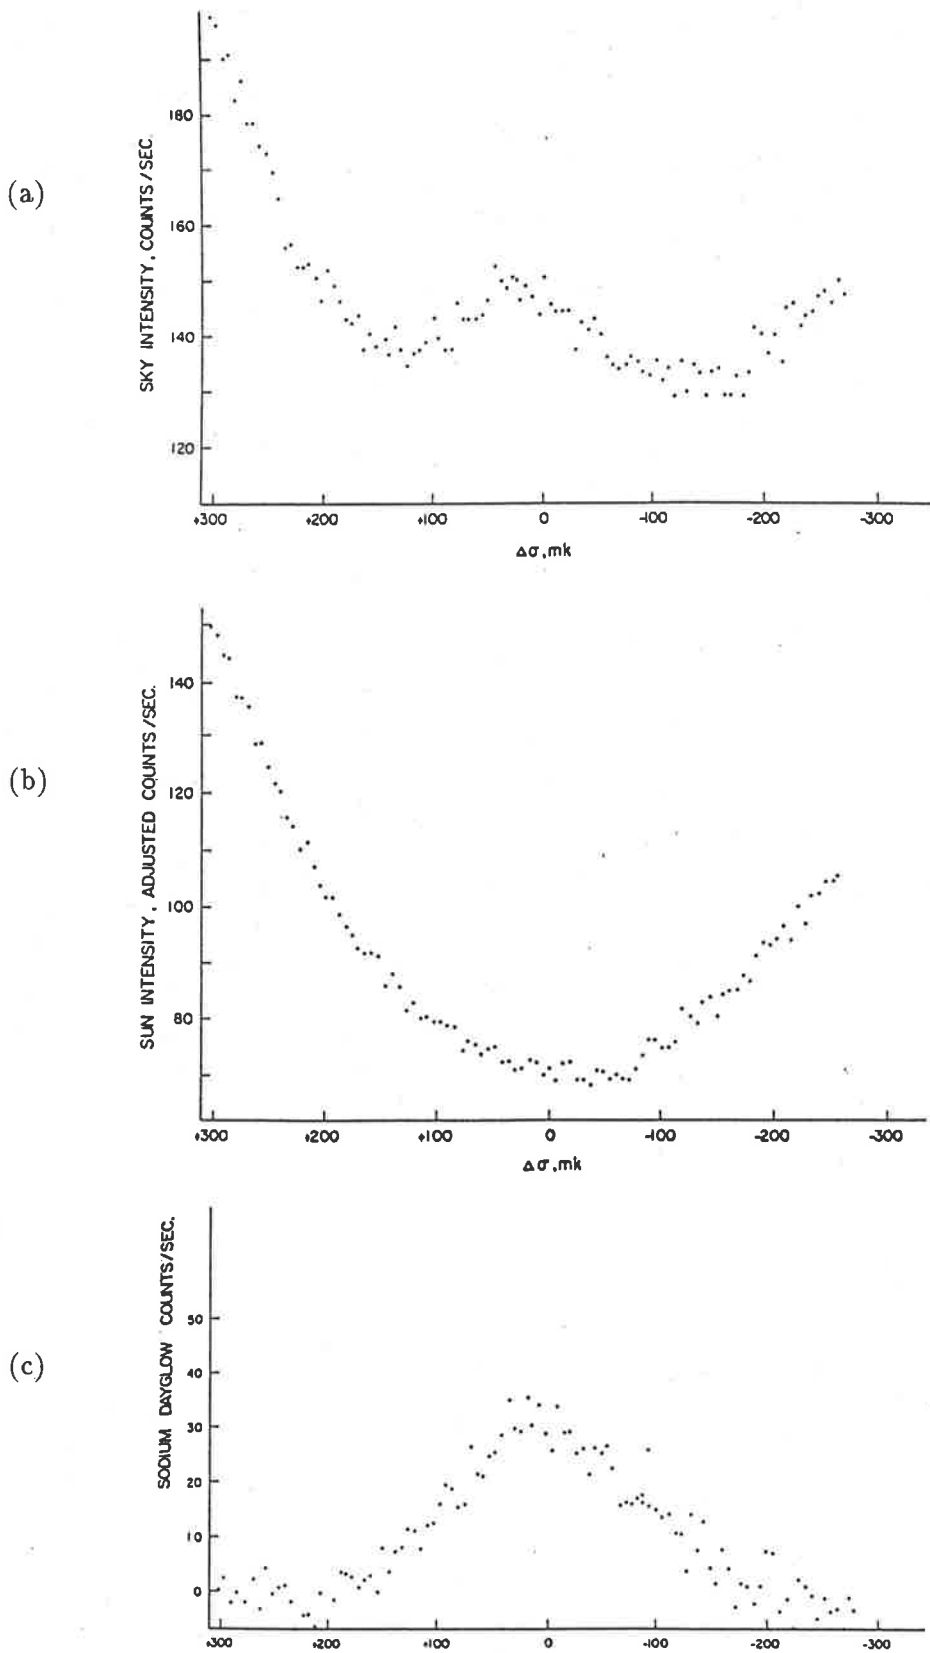 (a)
SKY INTENSITY, COUNTS/SEC.
180
160
140
120
+300 +200 +100 0 -100 -200 -300
Δσ,mk
(b)
SUN INTENSITY, ADJUSTED COUNTS/SEC.
140
120
100
80
+300 +200 +100 0 -100 -200 -300
Δσ,mk
(c)
SODIUM DAYGLOW COUNTS/SEC.
50
40
30
20
10
0
+300 +200 +100 0 -100 -200 -300